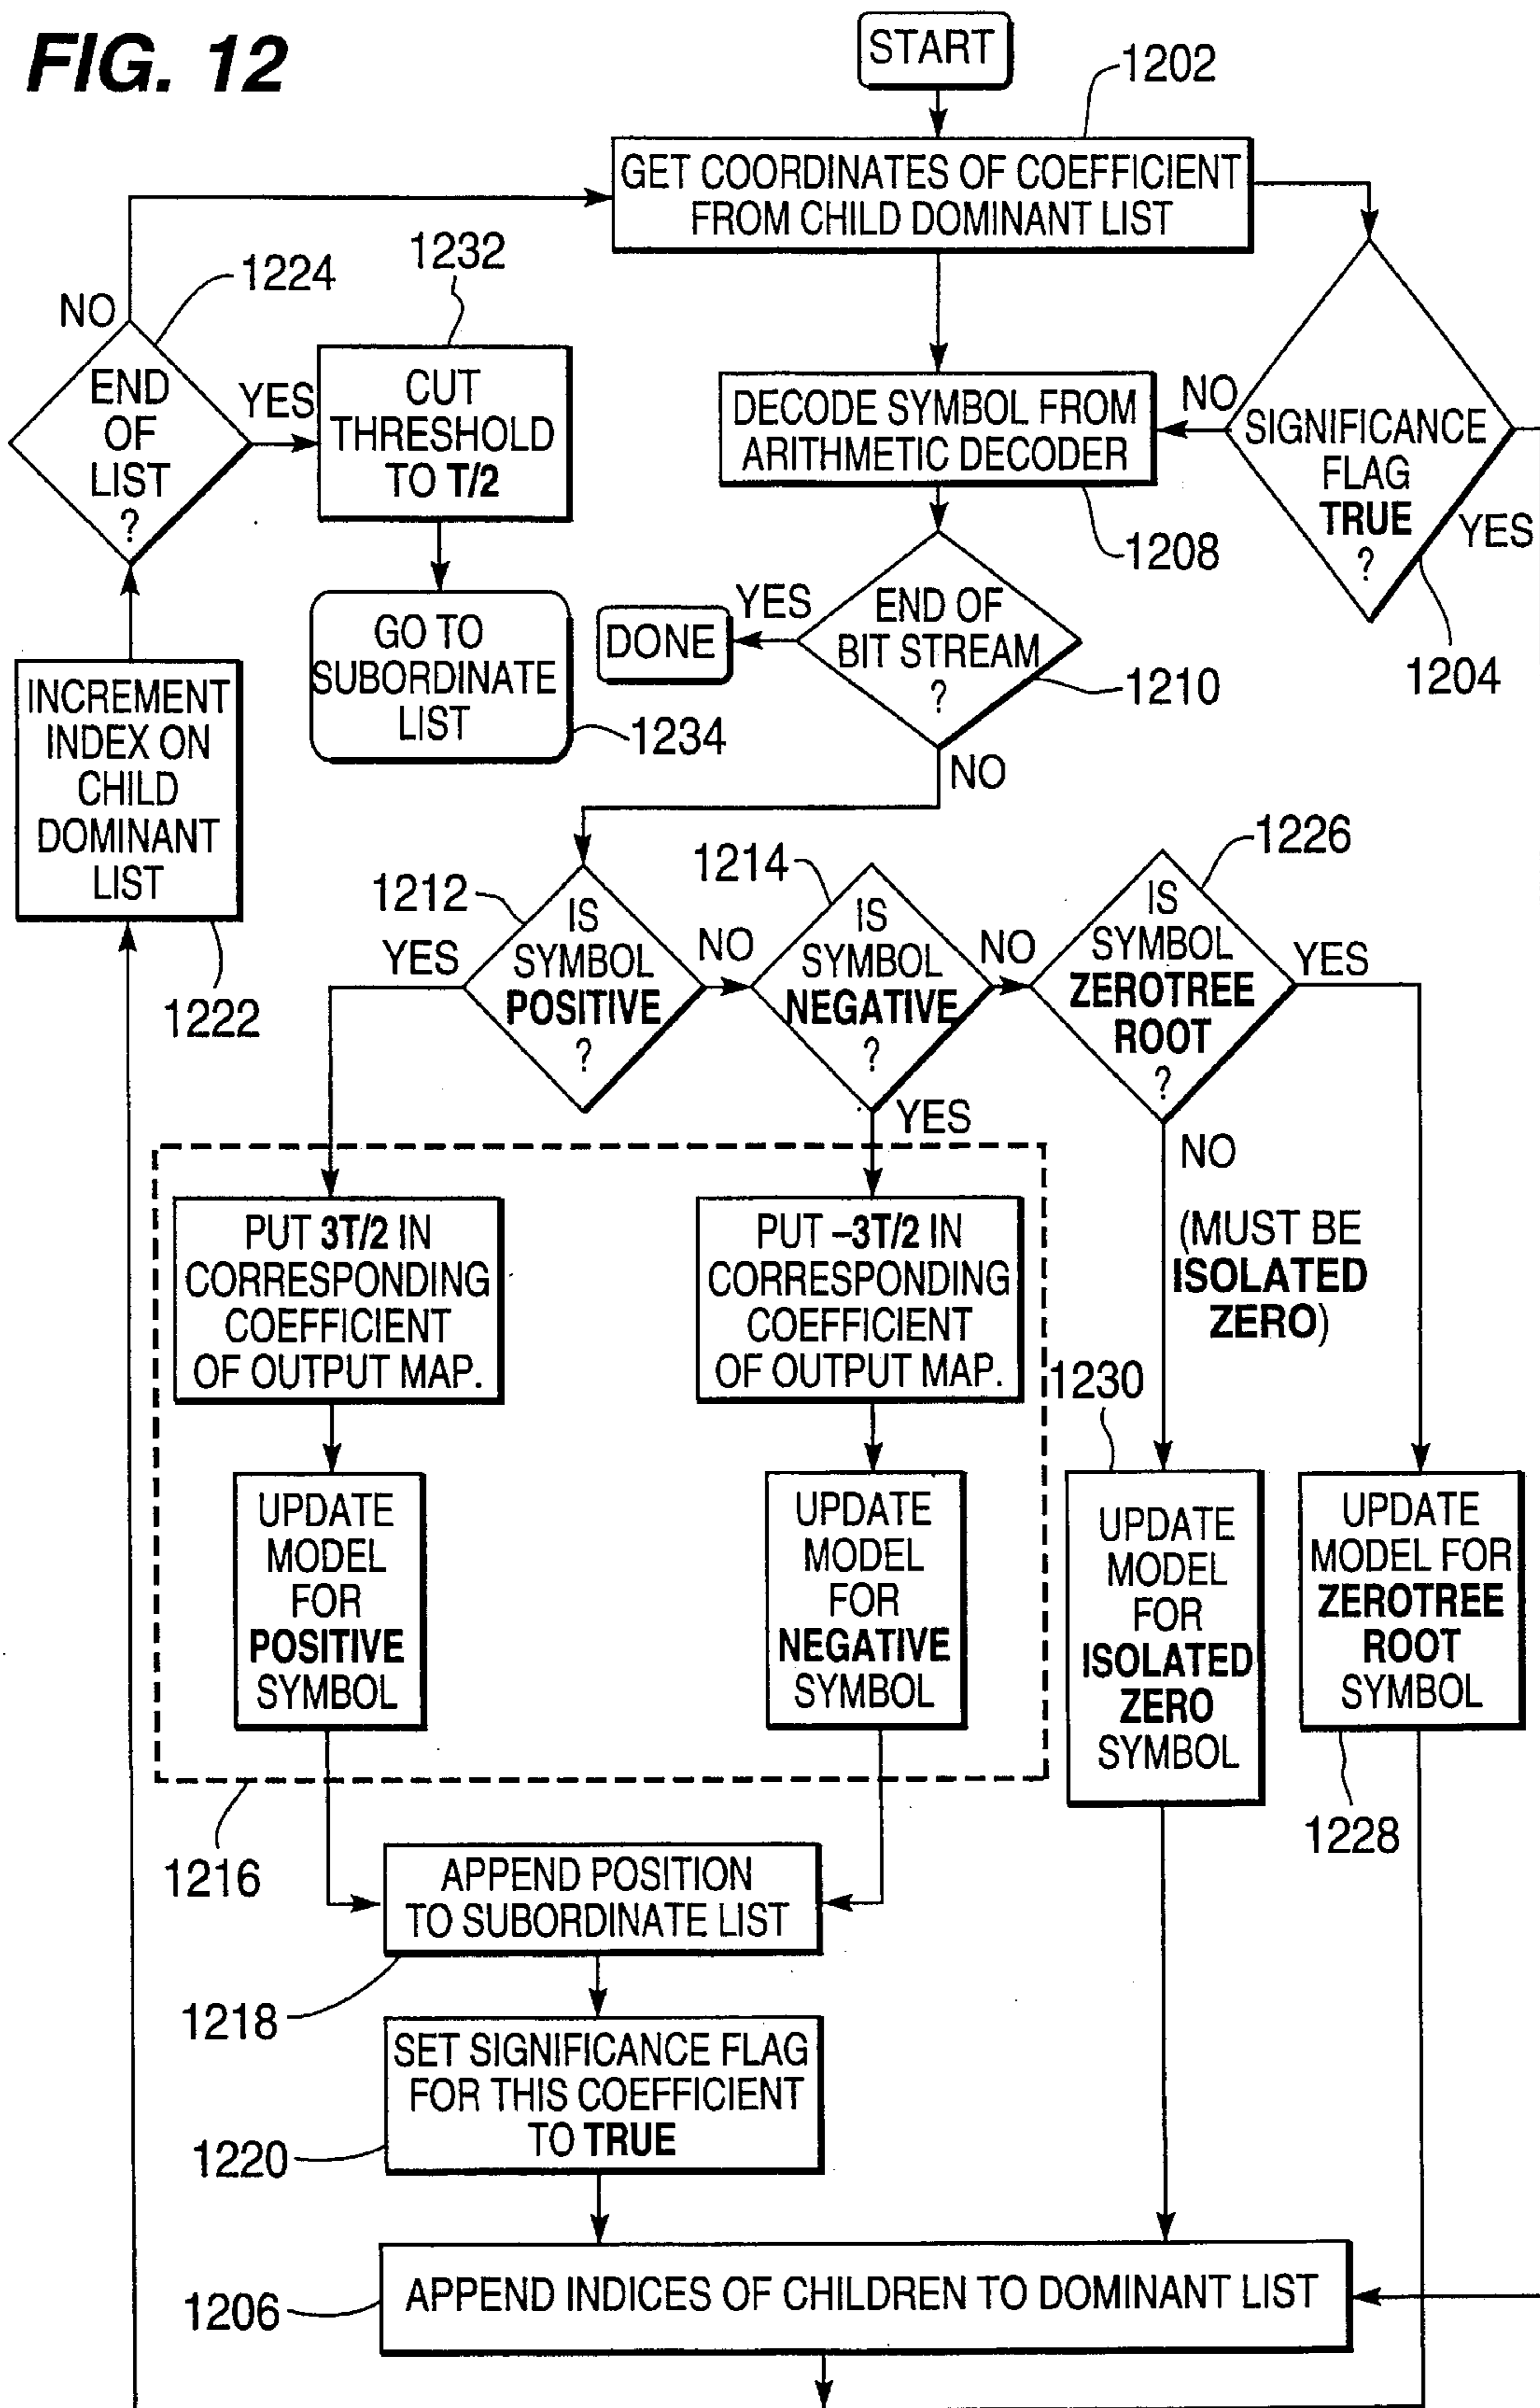 FIG. 12
START
1202
GET COORDINATES OF COEFFICIENT
FROM CHILD DOMINANT LIST
1224
NO
END
OF
LIST
?
YES
1232
CUT
THRESHOLD
TO T/2
GO TO
SUBORDINATE
LIST
1234
DECODE SYMBOL FROM
ARITHMETIC DECODER
1208
NO
SIGNIFICANCE
FLAG
TRUE
?
YES
1204
YES
DONE
END OF
BIT STREAM
?
1210
NO
INCREMENT
INDEX ON
CHILD
DOMINANT
LIST
1222
1212
YES
IS
SYMBOL
POSITIVE
?
NO
1214
IS
SYMBOL
NEGATIVE
?
NO
YES
1226
IS
SYMBOL
ZEROTREE
ROOT
?
YES
NO
(MUST BE
ISOLATED
ZERO)
PUT 3T/2 IN
CORRESPONDING
COEFFICIENT
OF OUTPUT MAP.
PUT –3T/2 IN
CORRESPONDING
COEFFICIENT
OF OUTPUT MAP.
1230
UPDATE
MODEL
FOR
POSITIVE
SYMBOL
UPDATE
MODEL
FOR
NEGATIVE
SYMBOL
UPDATE
MODEL
FOR
ISOLATED
ZERO
SYMBOL
UPDATE
MODEL FOR
ZEROTREE
ROOT
SYMBOL
1228
1216
APPEND POSITION
TO SUBORDINATE LIST
1218
SET SIGNIFICANCE FLAG
FOR THIS COEFFICIENT
TO TRUE
1220
1206
APPEND INDICES OF CHILDREN TO DOMINANT LIST